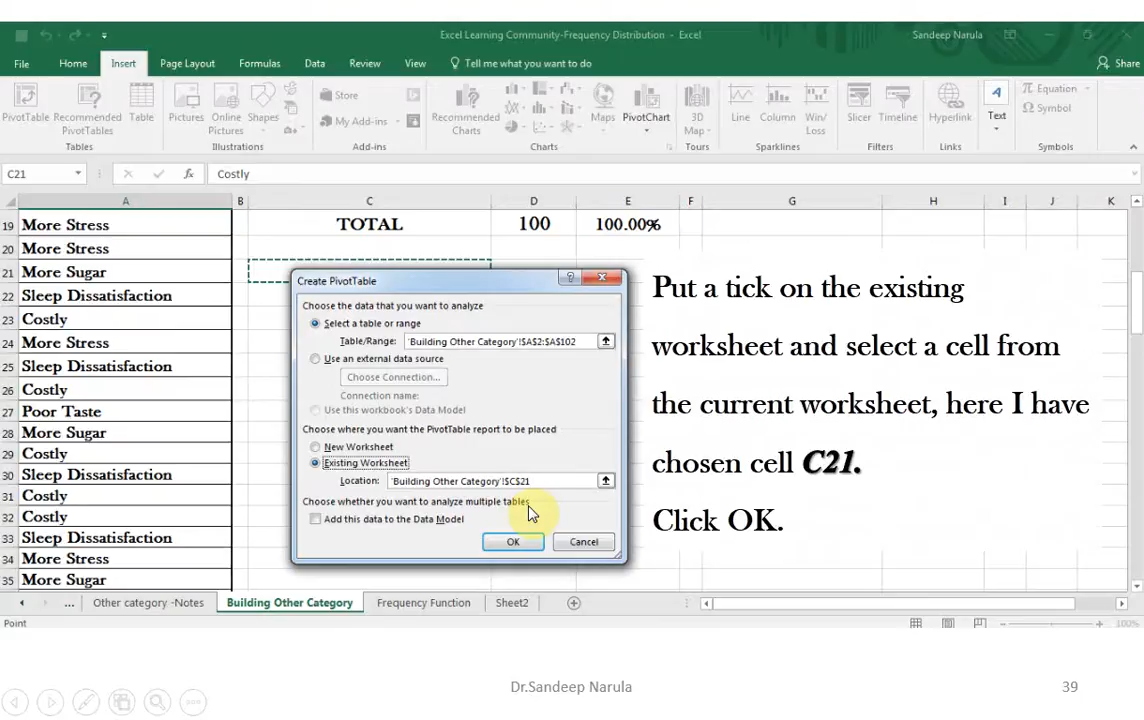 Excel Learning Community-Frequency Distribution - Excel
Sandeep Narula
File Home Insert Page Layout Formulas Data Review View Tell me what you want to do Share
PivotTable Recommended PivotTables Table
Tables
Pictures Online Pictures Shapes
Illustrations
Store
My Add-ins
Add-ins
Recommended Charts
Maps PivotChart
Charts
3D Map
Tours
Line Column Win/Loss
Sparklines
Slicer Timeline
Filters
Hyperlink
Links
Text
Equation
Symbol
Symbols
C21 fx Costly
A B C D E F G H I J K
19 More Stress TOTAL 100 100.00%
20 More Stress
21 More Sugar
22 Sleep Dissatisfaction
23 Costly
24 More Stress
25 Sleep Dissatisfaction
26 Costly
27 Poor Taste
28 More Sugar
29 Costly
30 Sleep Dissatisfaction
31 Costly
32 Costly
33 Sleep Dissatisfaction
34 More Stress
35 More Sugar
Create PivotTable
Choose the data that you want to analyze
Select a table or range
Table/Range: 'Building Other Category'!$A$2:$A$102
Use an external data source
Choose Connection...
Connection name:
Use this workbook's Data Model
Choose where you want the PivotTable report to be placed
New Worksheet
Existing Worksheet
Location: 'Building Other Category'!$C$21
Choose whether you want to analyze multiple tables
Add this data to the Data Model
OK Cancel
Put a tick on the existing
worksheet and select a cell from
the current worksheet, here I have
chosen cell C21.
Click OK.
... Other category -Notes Building Other Category Frequency Function Sheet2
Point 100%
Dr.Sandeep Narula 39